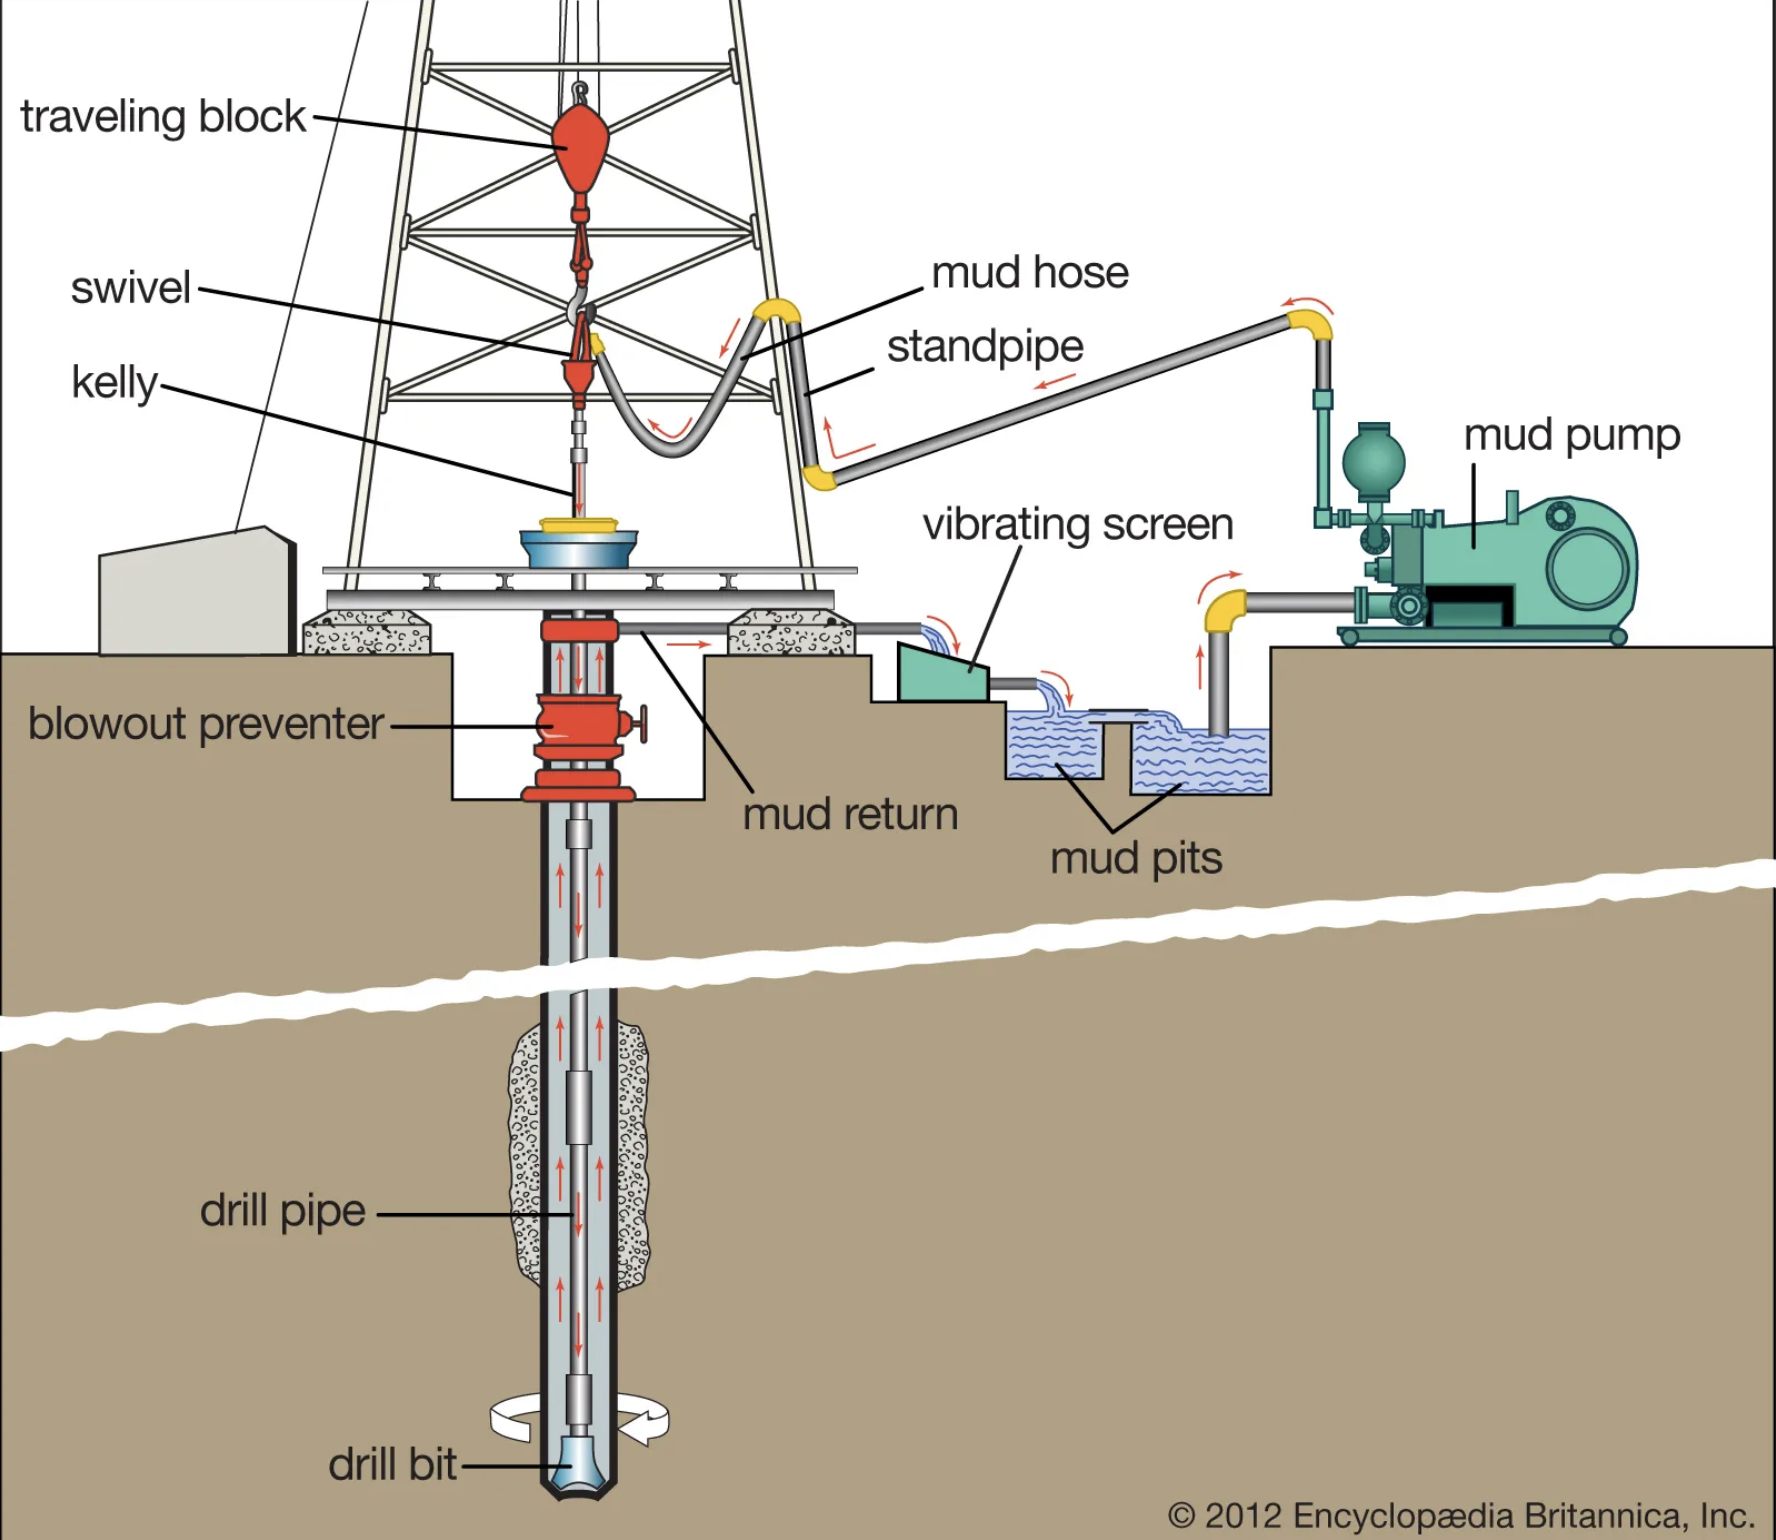 traveling block
mud hose
swivel
standpipe
kelly
mud pump
vibrating screen
blowout preventer
mud return
mud pits
drill pipe
drill bit
© 2012 Encyclopædia Britannica, Inc.